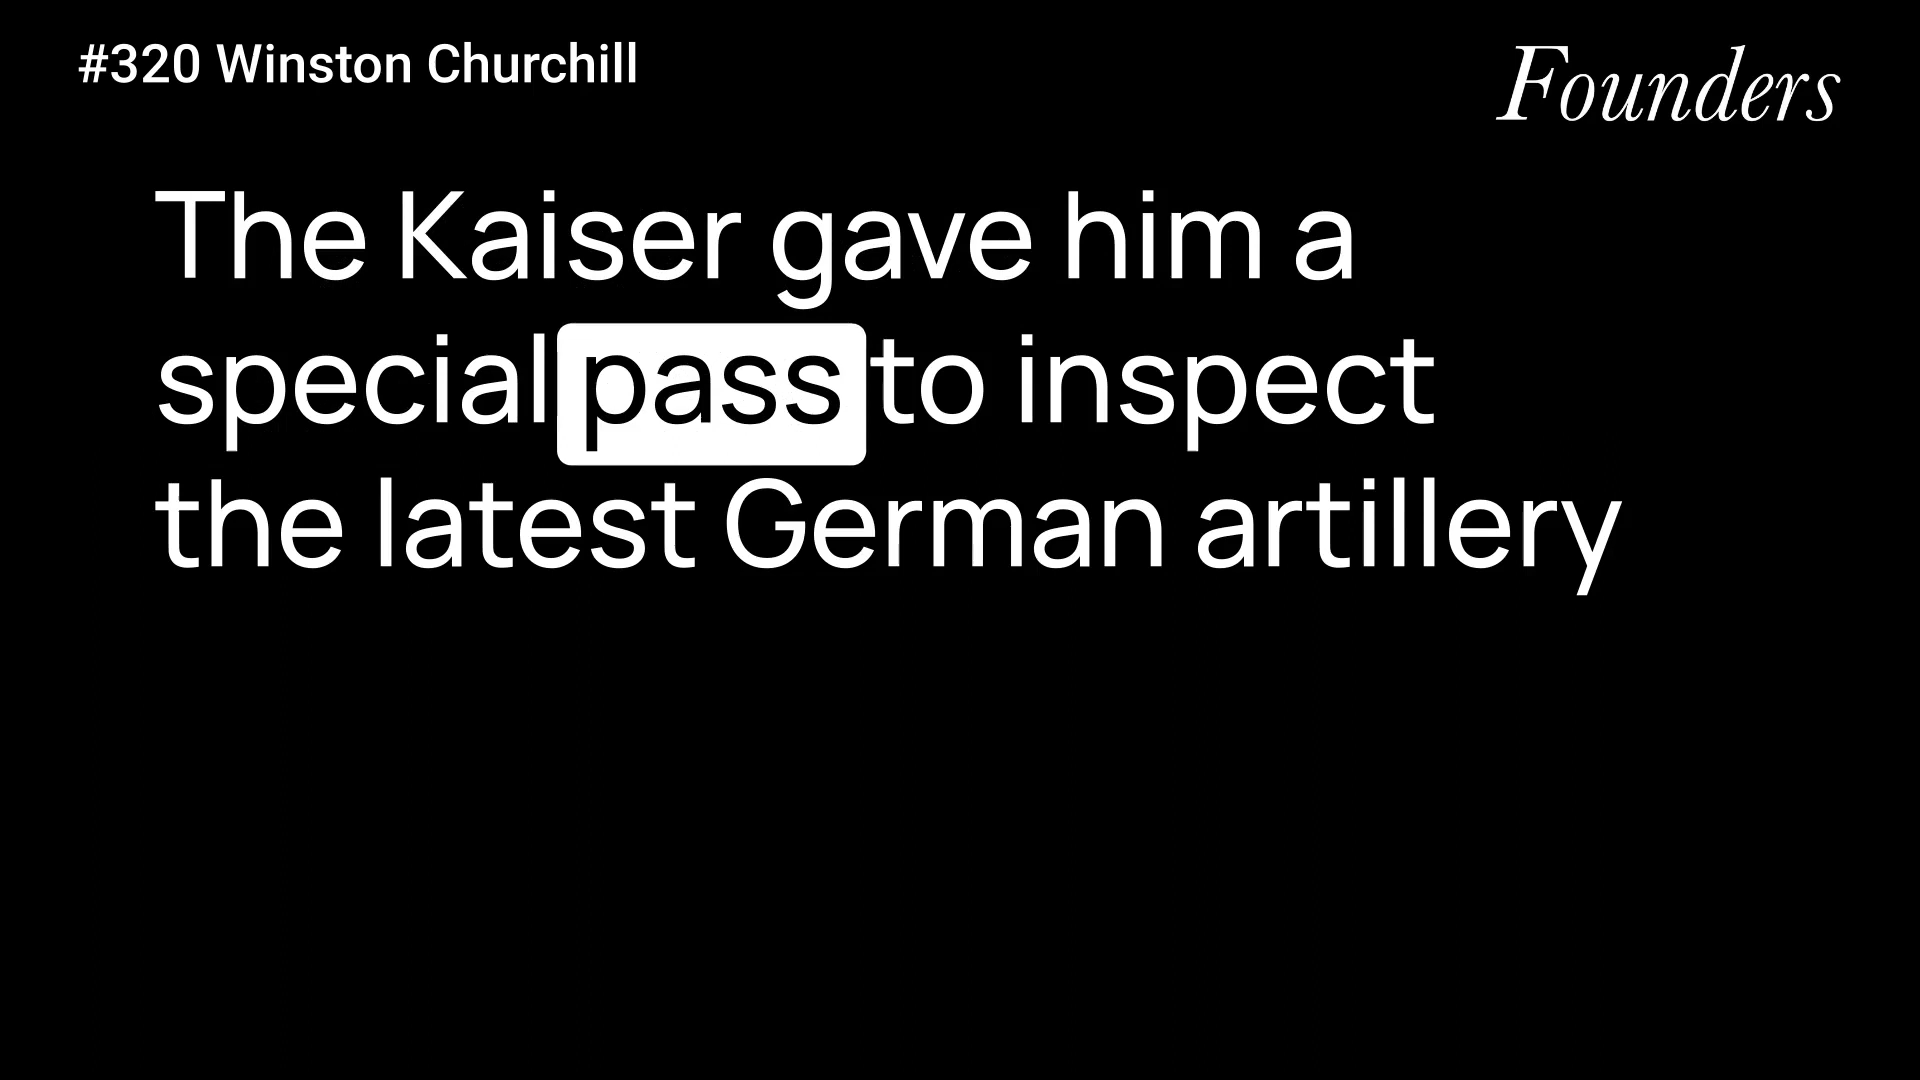 #320 Winston Churchill
Founders
The Kaiser gave him a
special pass to inspect
the latest German artillery